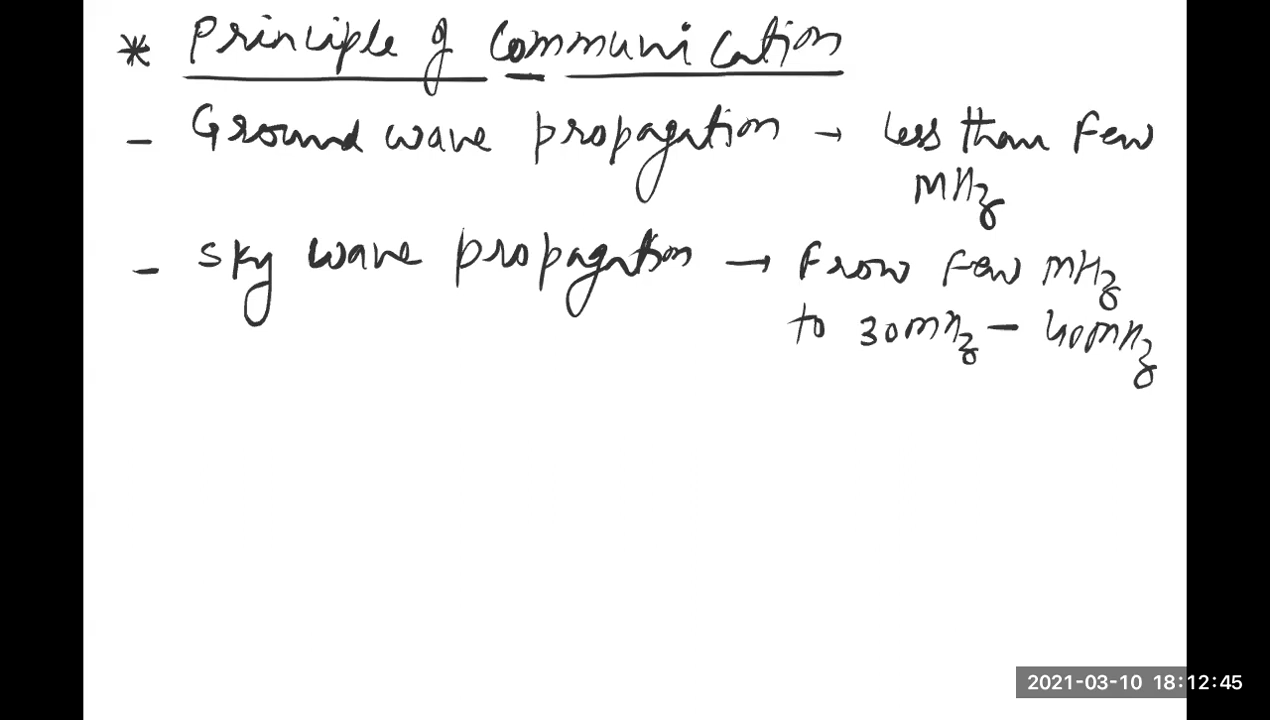 * Principle of communication
- Ground wave propagation → Less than Few
MHz
- Sky wave propagation → From Few MHz
to 30MHz - 40MHz
2021-03-10 18:12:45